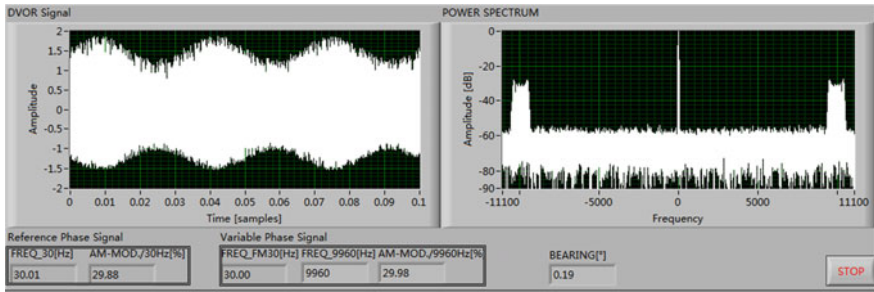 DVOR Signal
POWER SPECTRUM
Amplitude
2
1.5
1
0.5
0
-0.5
-1
-1.5
-2
0 0.01 0.02 0.03 0.04 0.05 0.06 0.07 0.08 0.09 0.1
Time [samples]
Amplitude [dB]
0
-20
-40
-60
-80
-90
-11100 -5000 0 5000 11100
Frequency
Reference Phase Signal
FREQ_30[Hz] AM-MOD./30Hz[%]
30.01 29.88
Variable Phase Signal
FREQ_FM30[Hz] FREQ_9960[Hz] AM-MOD./9960Hz[%]
30.00 9960 29.98
BEARING[°]
0.19
STOP